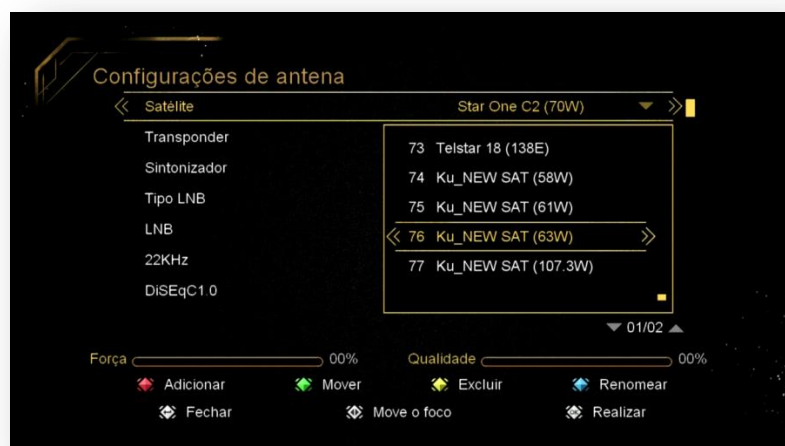 Configurações de antena
Satélite Star One C2 (70W)
Transponder
Sintonizador
Tipo LNB
LNB
22KHz
DiSEqC1.0
73 Telstar 18 (138E)
74 Ku_NEW SAT (58W)
75 Ku_NEW SAT (61W)
76 Ku_NEW SAT (63W)
77 Ku_NEW SAT (107.3W)
01/02
Força 00% Qualidade 00%
Adicionar Mover Excluir Renomear
Fechar Move o foco Realizar